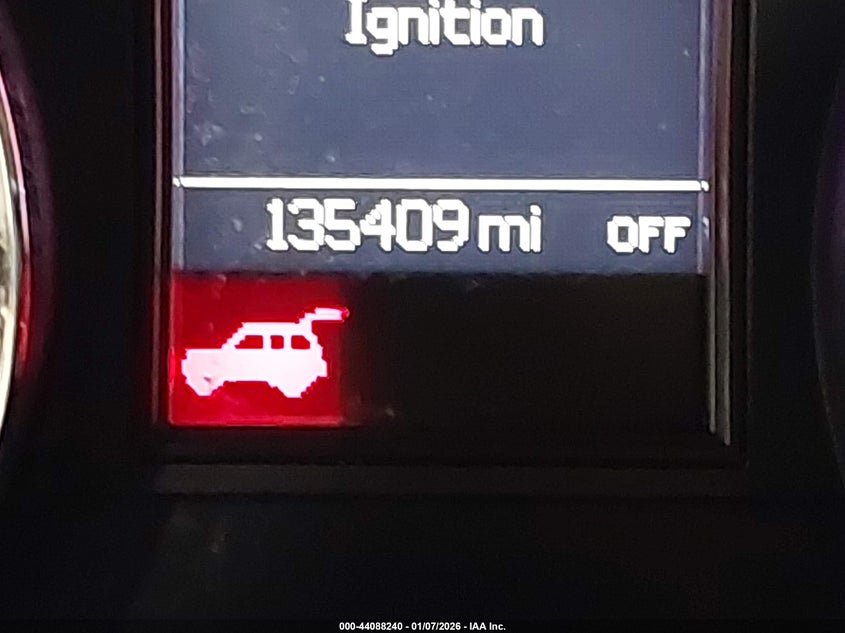 Ignition
135409 mi OFF
000-44088240 - 01/07/2026 - IAA Inc.